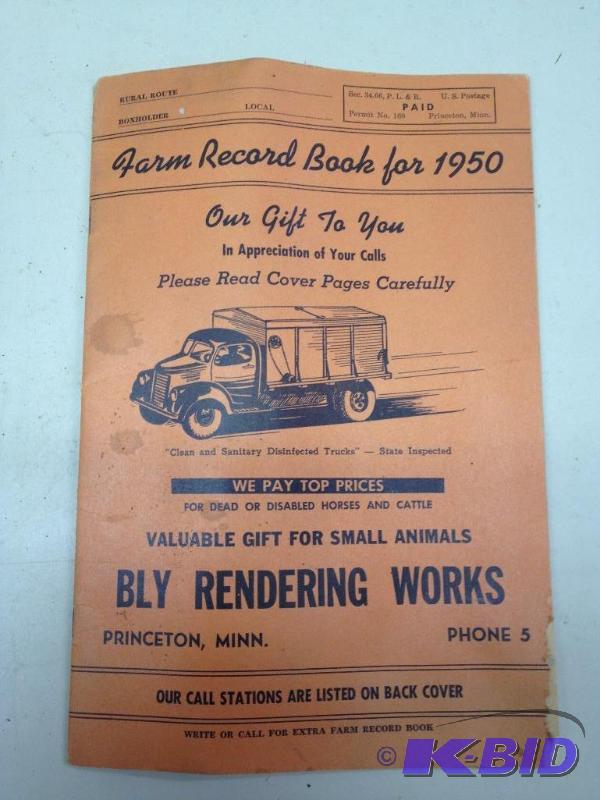 RURAL ROUTE
BOXHOLDER LOCAL
Sec. 34.66, P. L. & R. U. S. Postage
PAID
Permit No. 169 Princeton, Minn.
Farm Record Book for 1950
Our Gift To You
In Appreciation of Your Calls
Please Read Cover Pages Carefully
"Clean and Sanitary Disinfected Trucks" — State Inspected
WE PAY TOP PRICES
FOR DEAD OR DISABLED HORSES AND CATTLE
VALUABLE GIFT FOR SMALL ANIMALS
BLY RENDERING WORKS
PRINCETON, MINN. PHONE 5
OUR CALL STATIONS ARE LISTED ON BACK COVER
WRITE OR CALL FOR EXTRA FARM RECORD BOOK
© K-BID